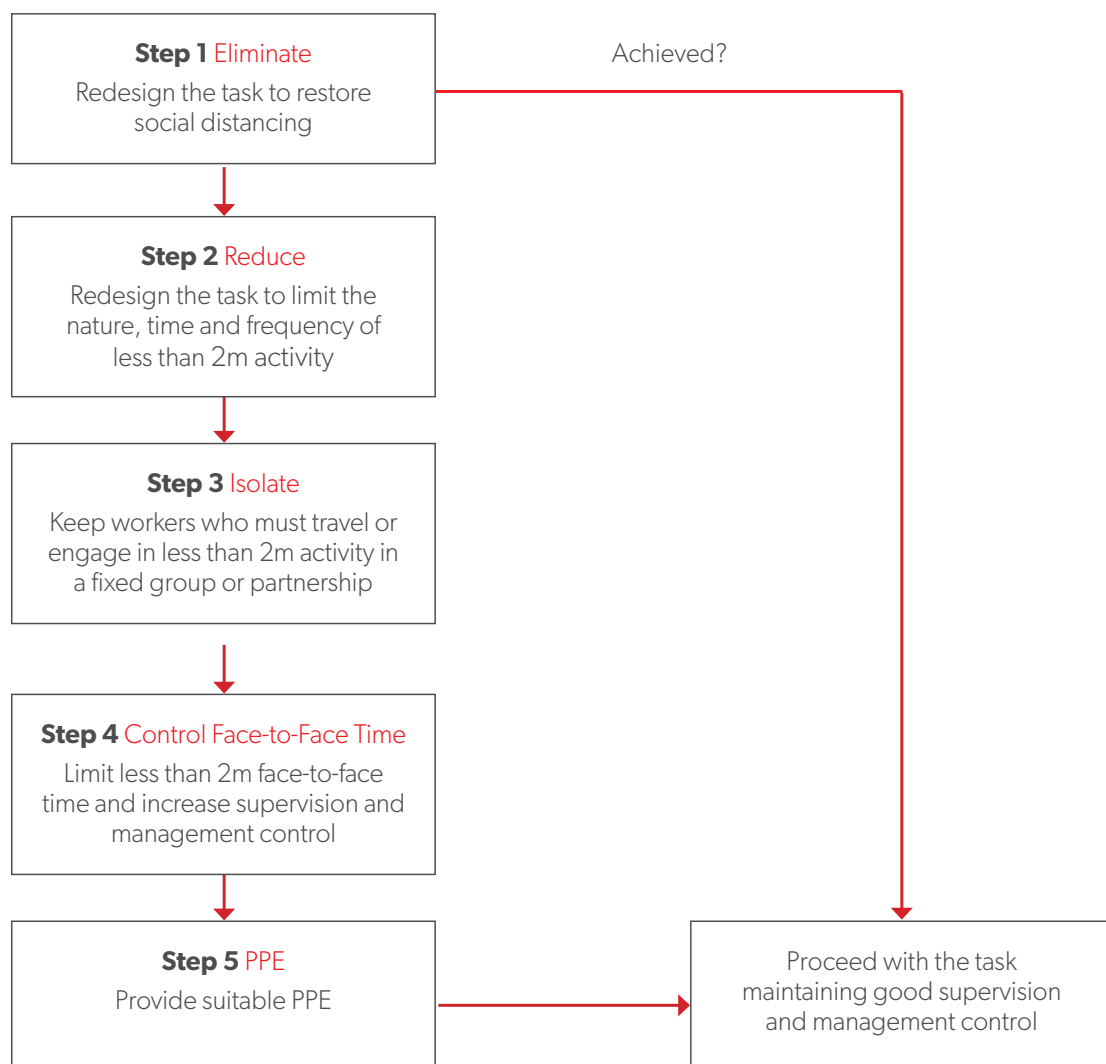 Step 1 Eliminate
Redesign the task to restore
social distancing
Achieved?
Step 2 Reduce
Redesign the task to limit the
nature, time and frequency of
less than 2m activity
Step 3 Isolate
Keep workers who must travel or
engage in less than 2m activity in
a fixed group or partnership
Step 4 Control Face-to-Face Time
Limit less than 2m face-to-face
time and increase supervision and
management control
Step 5 PPE
Provide suitable PPE
Proceed with the task
maintaining good supervision
and management control